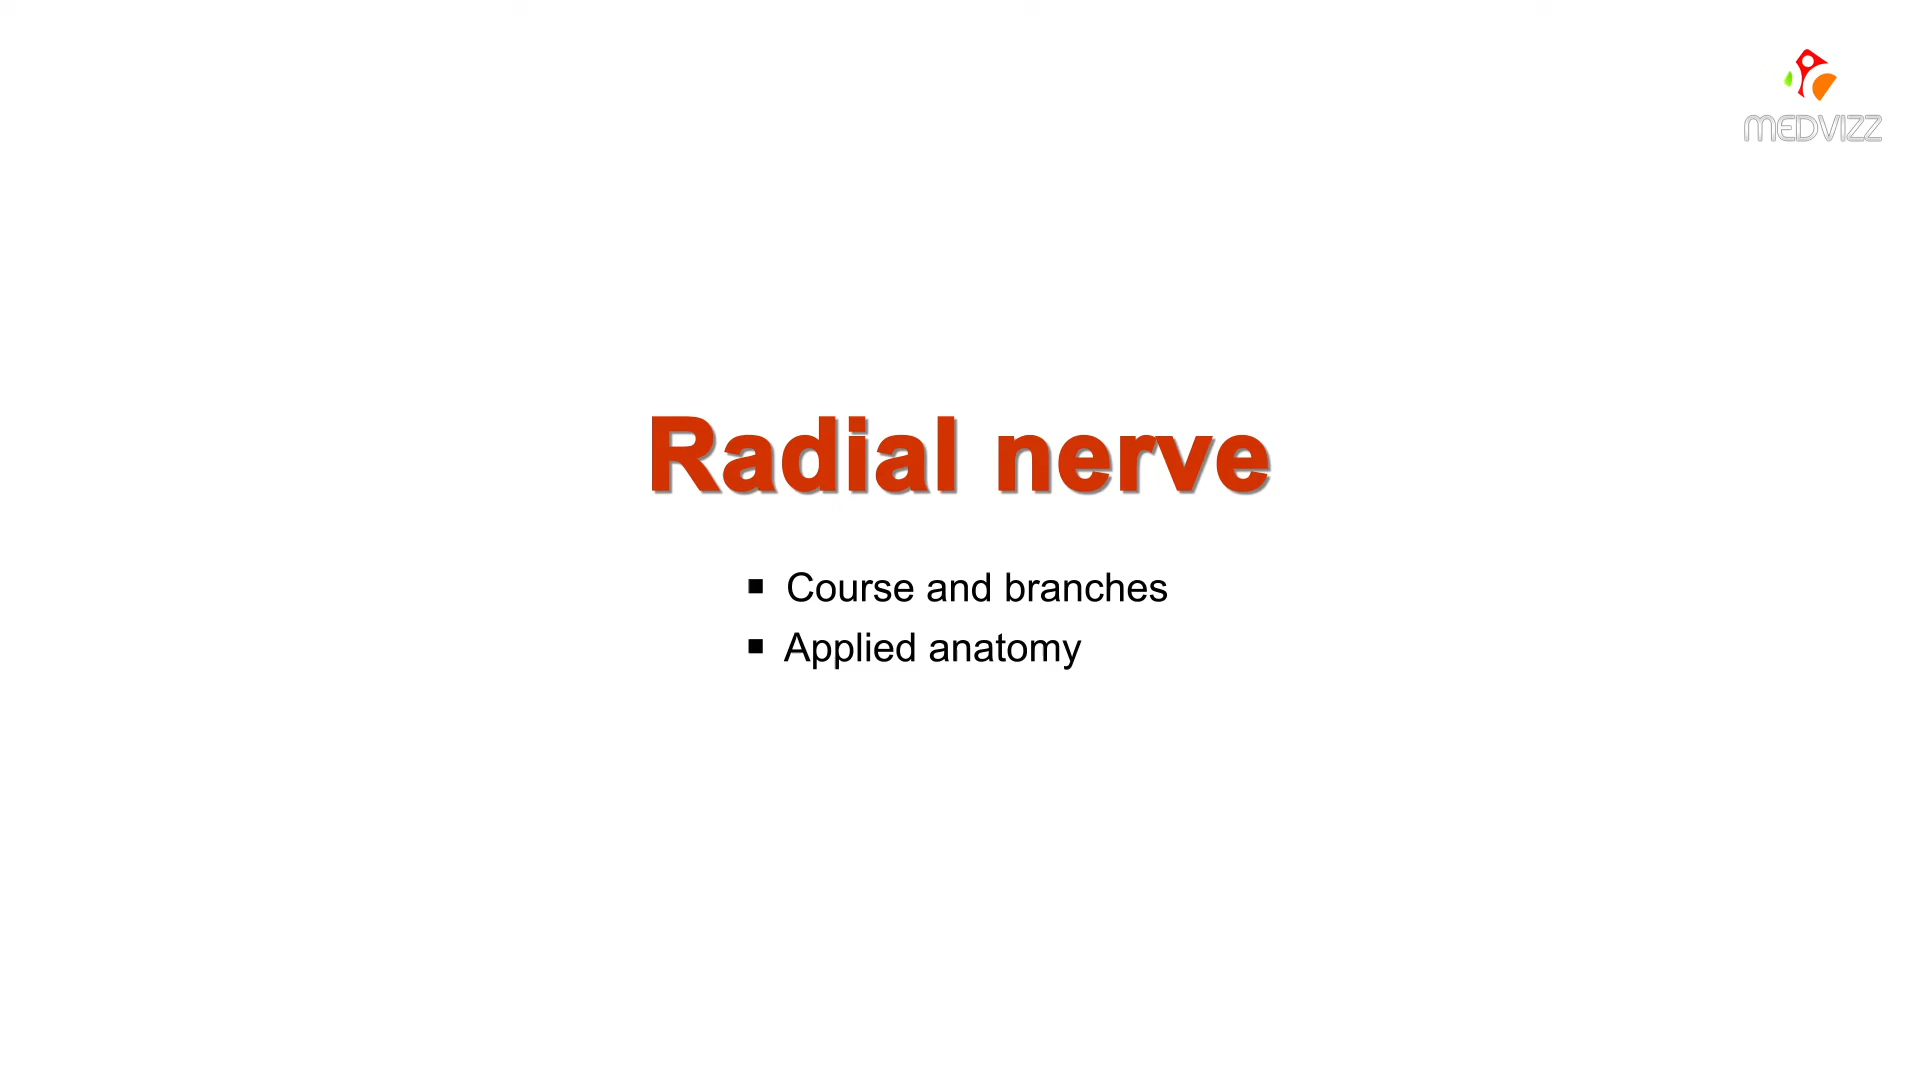 MEDVIZZ
Radial nerve
▪ Course and branches
▪ Applied anatomy